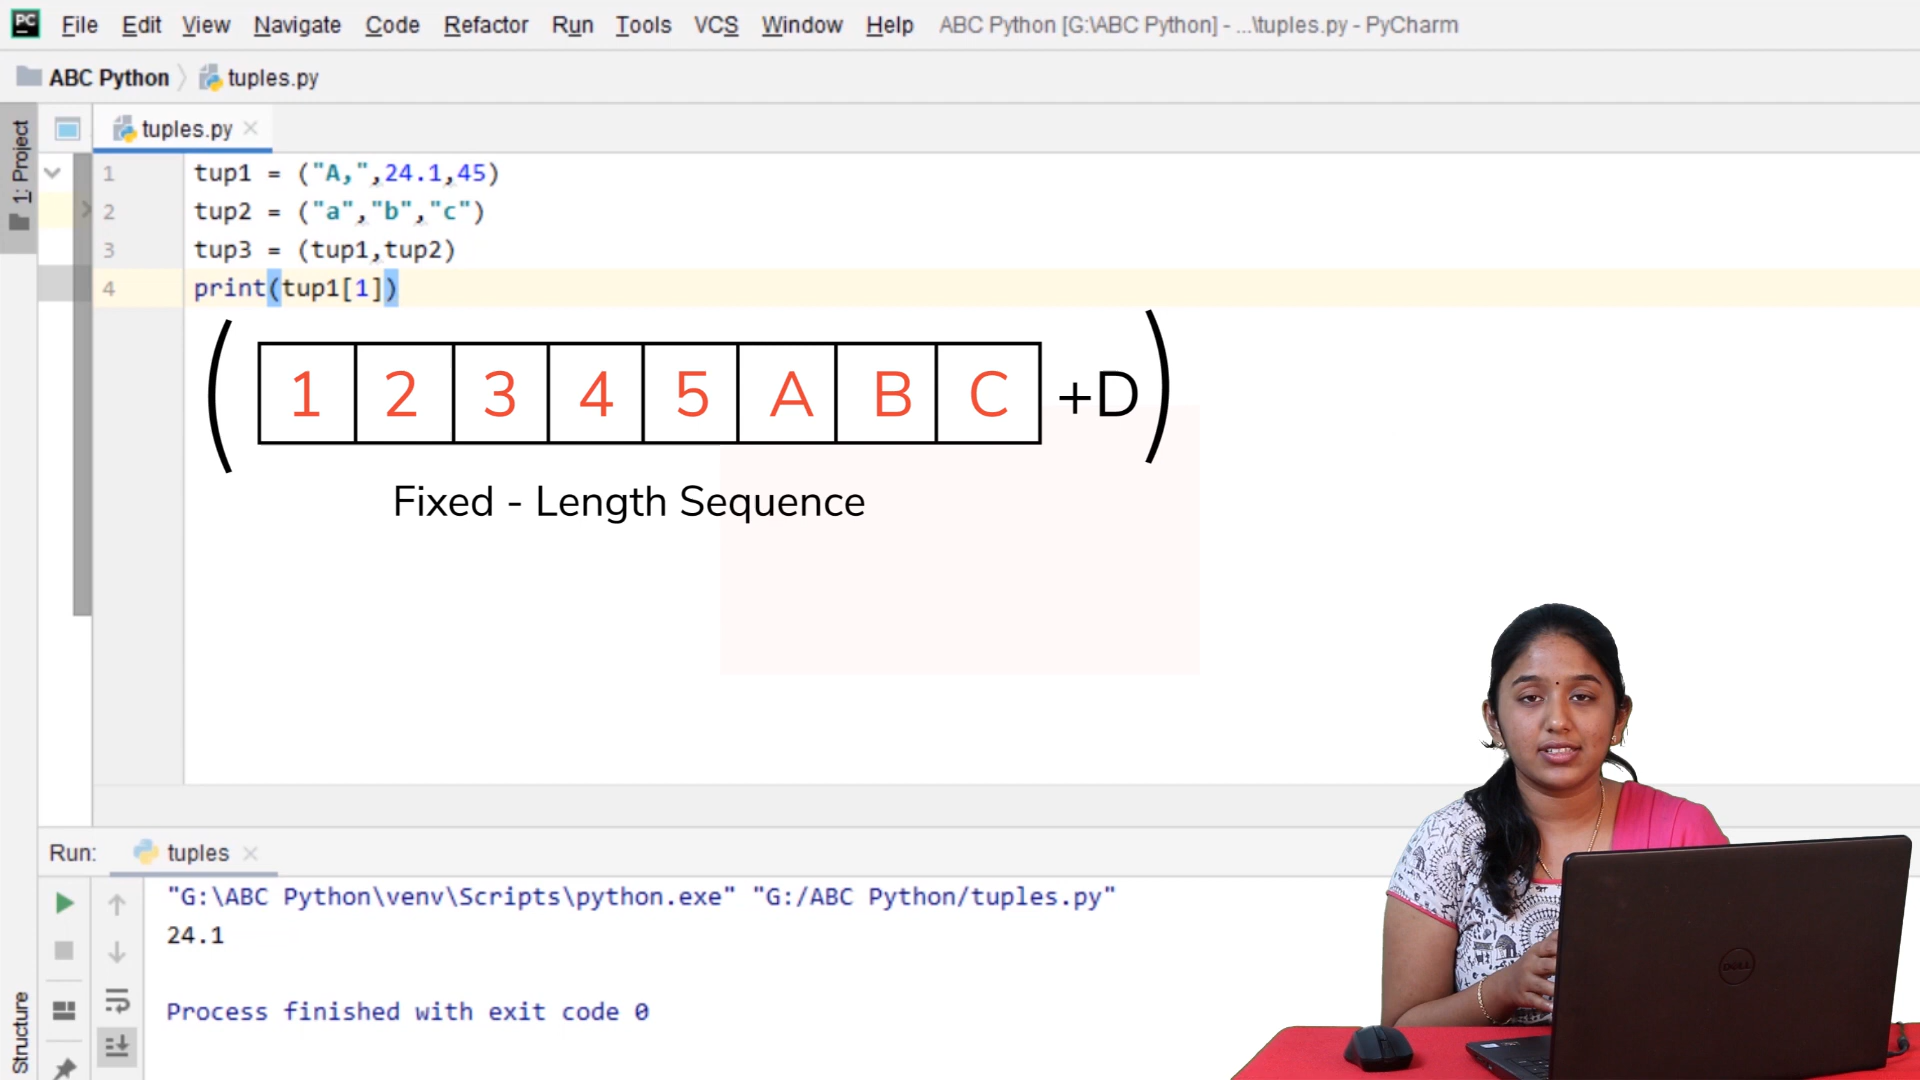 PC File Edit View Navigate Code Refactor Run Tools VCS Window Help ABC Python [G:\ABC Python] - ...\tuples.py - PyCharm
ABC Python tuples.py
1: Project
tuples.py
1 tup1 = ("A,",24.1,45)
2 tup2 = ("a","b","c")
3 tup3 = (tup1,tup2)
4 print(tup1[1])
( 1 2 3 4 5 A B C +D )
Fixed - Length Sequence
Run: tuples
"G:\ABC Python\venv\Scripts\python.exe" "G:/ABC Python/tuples.py"
24.1
Process finished with exit code 0
Structure
DELL